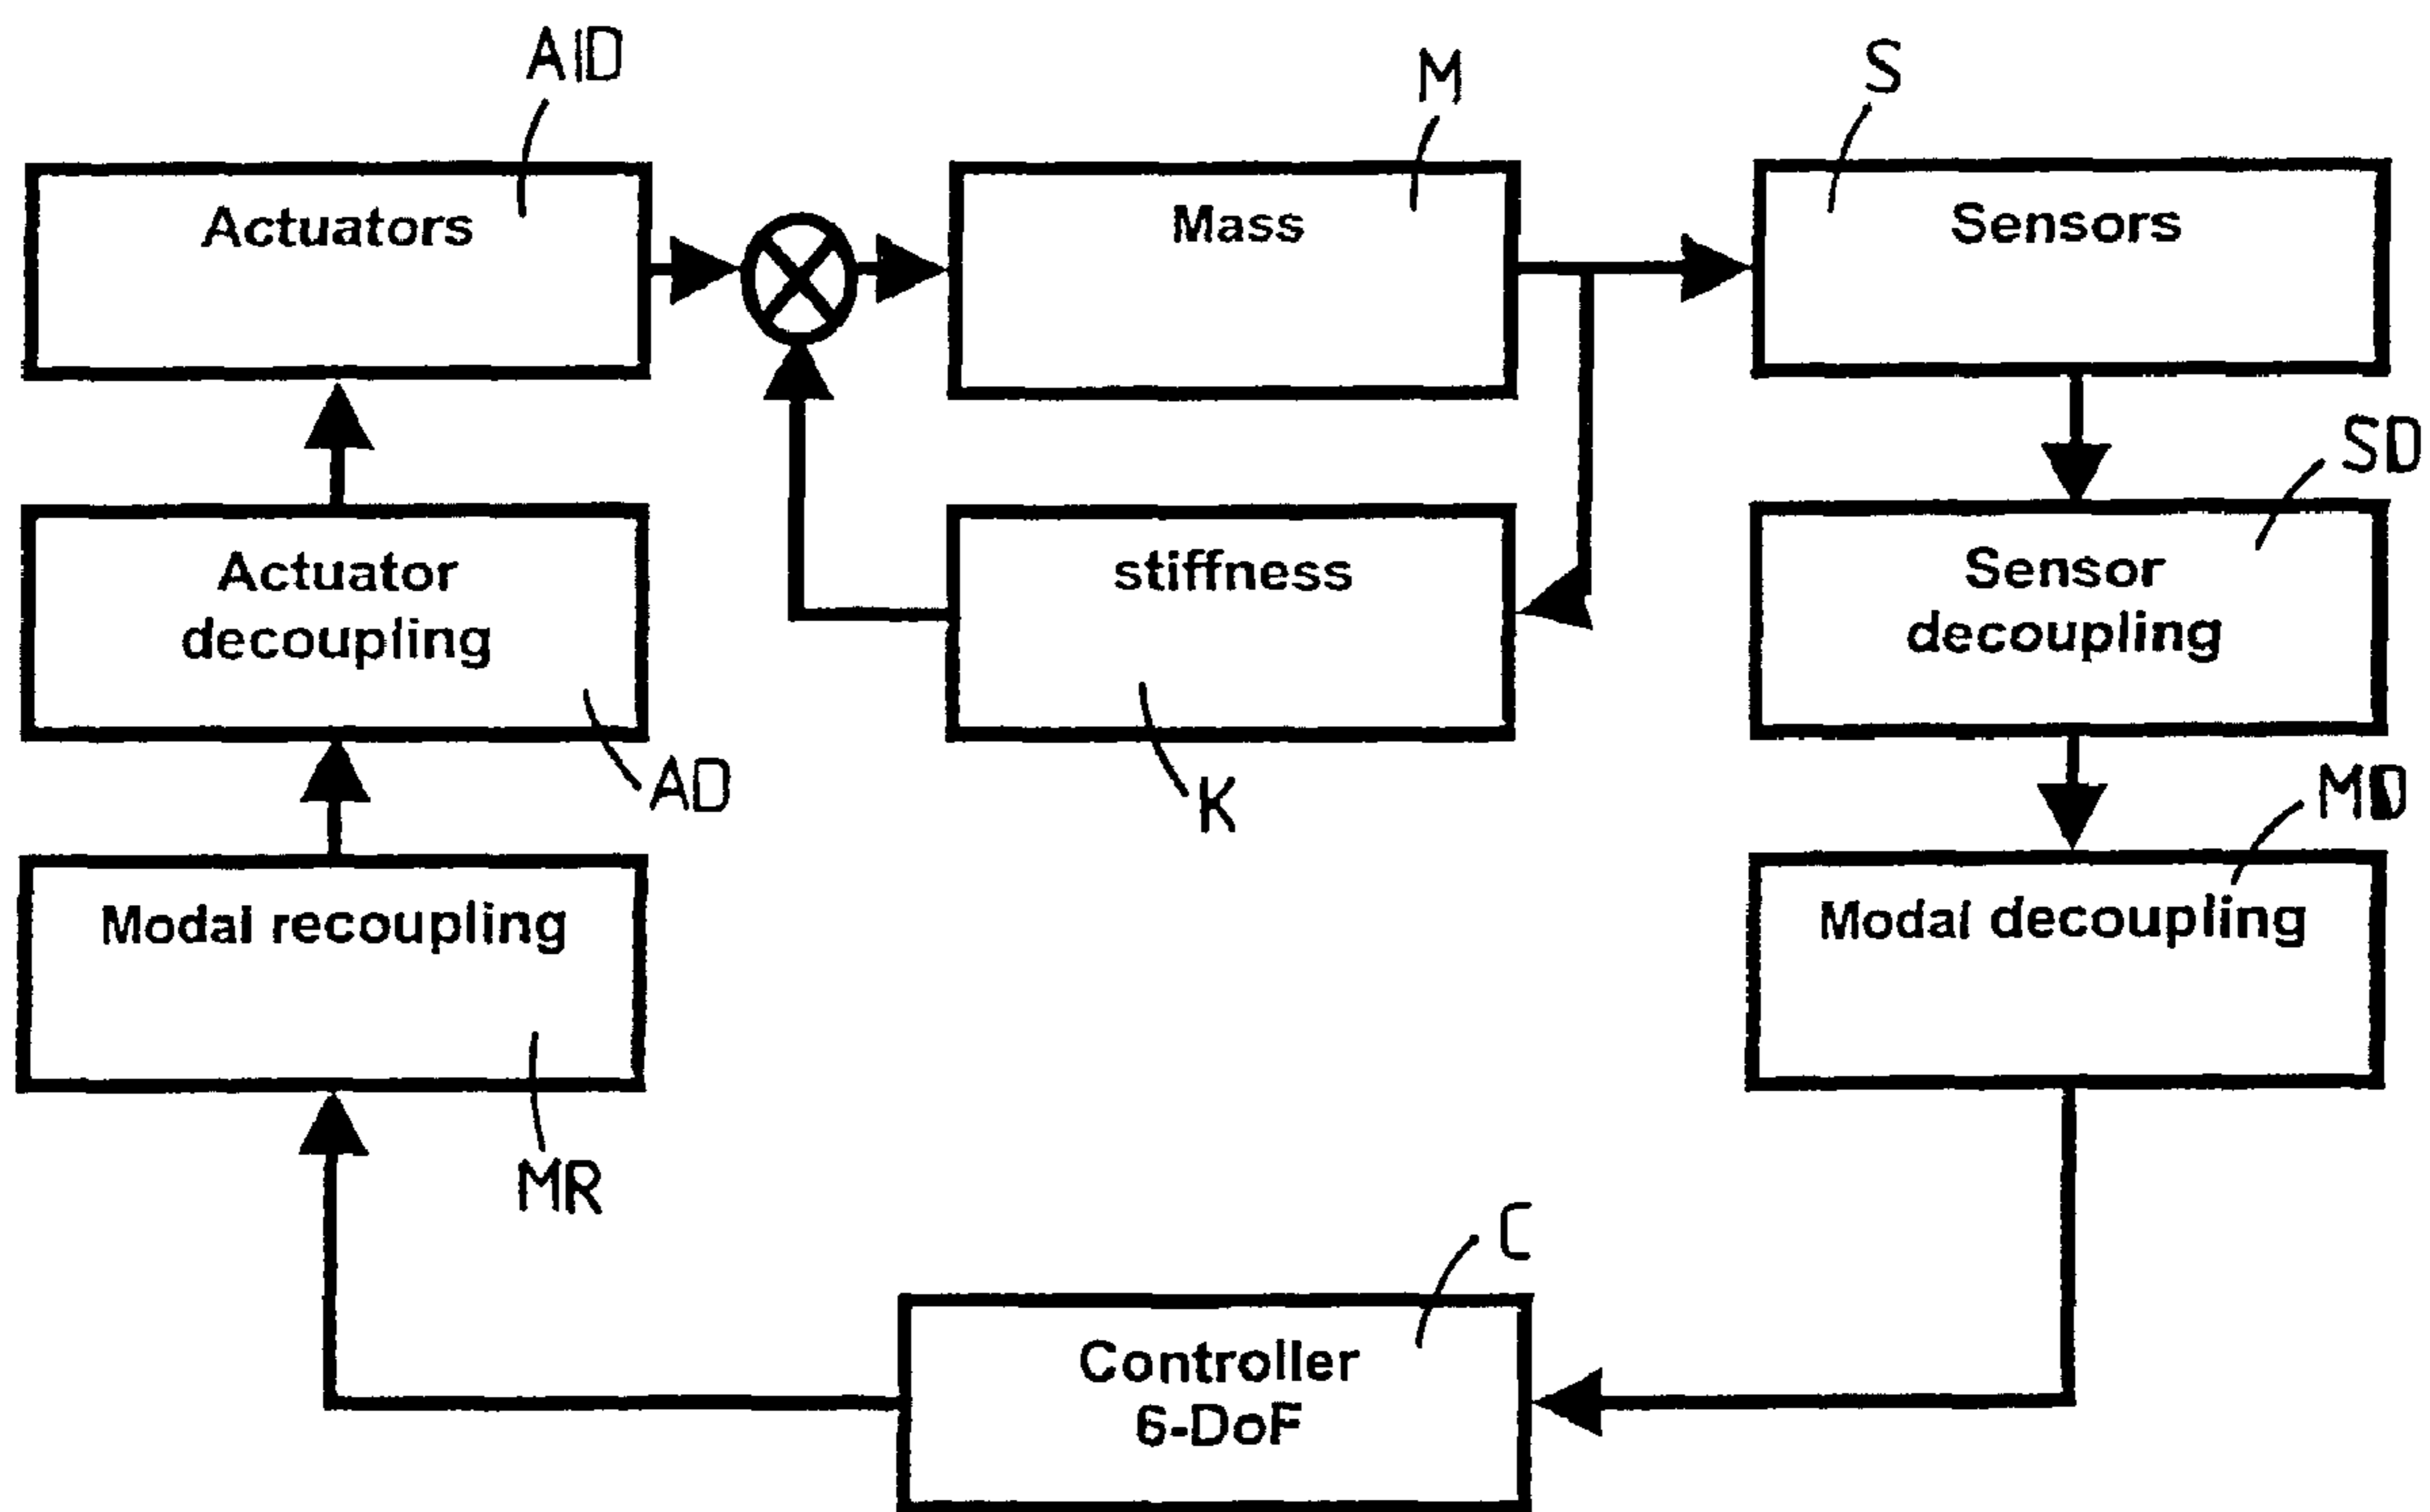 AID
M
S
Actuators
Mass
Sensors
SD
Actuator
decoupling
stiffness
Sensor
decoupling
AD
K
MD
Modal recoupling
Modal decoupling
MR
C
Controller
6-DoF